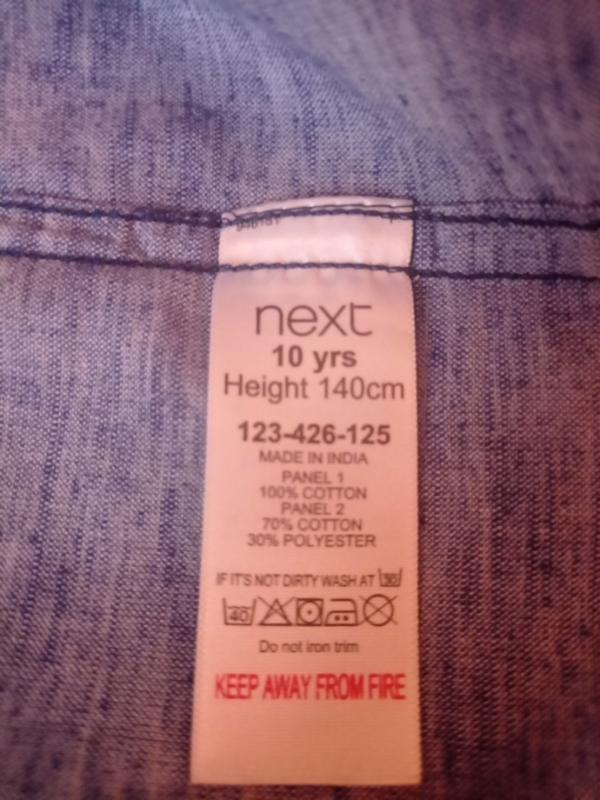 next
10 yrs
Height 140cm
123-426-125
MADE IN INDIA
PANEL 1
100% COTTON
PANEL 2
70% COTTON
30% POLYESTER
IF IT'S NOT DIRTY WASH AT 30
40
Do not iron trim
KEEP AWAY FROM FIRE